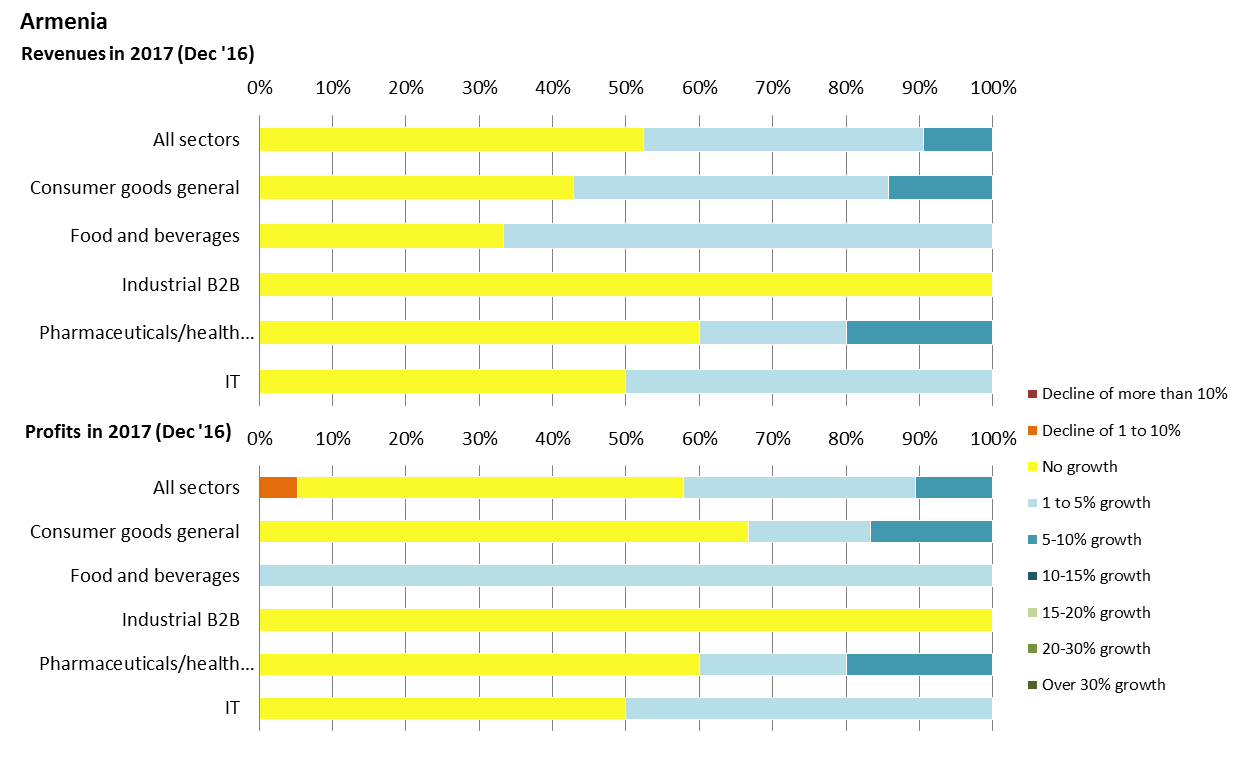 Armenia
Revenues in 2017 (Dec '16)
0% 10% 20% 30% 40% 50% 60% 70% 80% 90% 100%
All sectors
Consumer goods general
Food and beverages
Industrial B2B
Pharmaceuticals/health...
IT
Profits in 2017 (Dec '16)
0% 10% 20% 30% 40% 50% 60% 70% 80% 90% 100%
All sectors
Consumer goods general
Food and beverages
Industrial B2B
Pharmaceuticals/health...
IT
Decline of more than 10%
Decline of 1 to 10%
No growth
1 to 5% growth
5-10% growth
10-15% growth
15-20% growth
20-30% growth
Over 30% growth